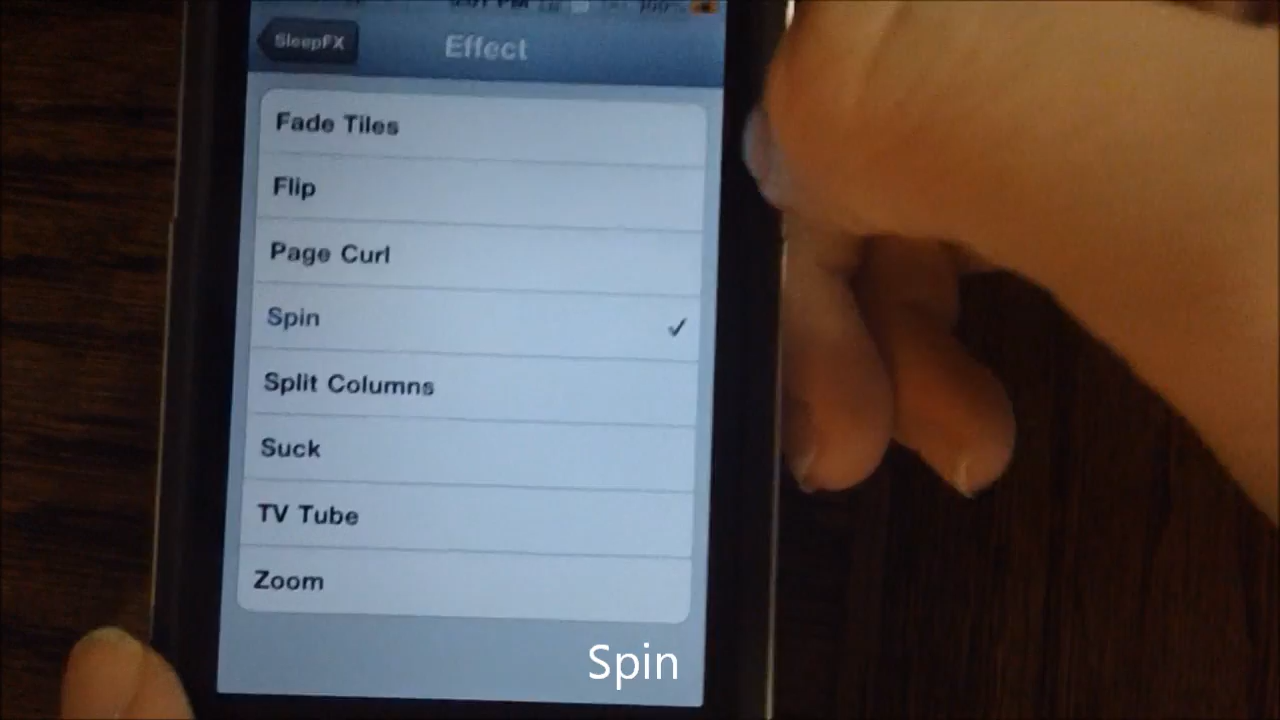 SleepFX
Effect
Fade Tiles
Flip
Page Curl
Spin
Split Columns
Suck
TV Tube
Zoom
Spin